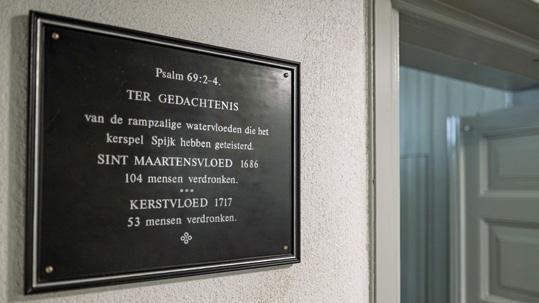 Psalm 69:2-4.
TER GEDACHTENIS
van de rampzalige watervloeden die het
kerspel Spijk hebben geteisterd.
SINT MAARTENSVLOED 1686
104 mensen verdronken.
***
KERSTVLOED 1717
53 mensen verdronken.